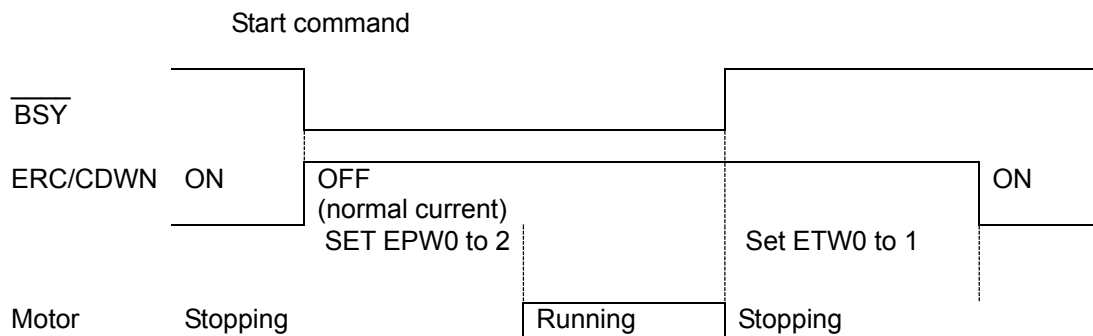 Start command
BSY
ERC/CDWN ON OFF ON
(normal current)
SET EPW0 to 2 Set ETW0 to 1
Motor Stopping Running Stopping